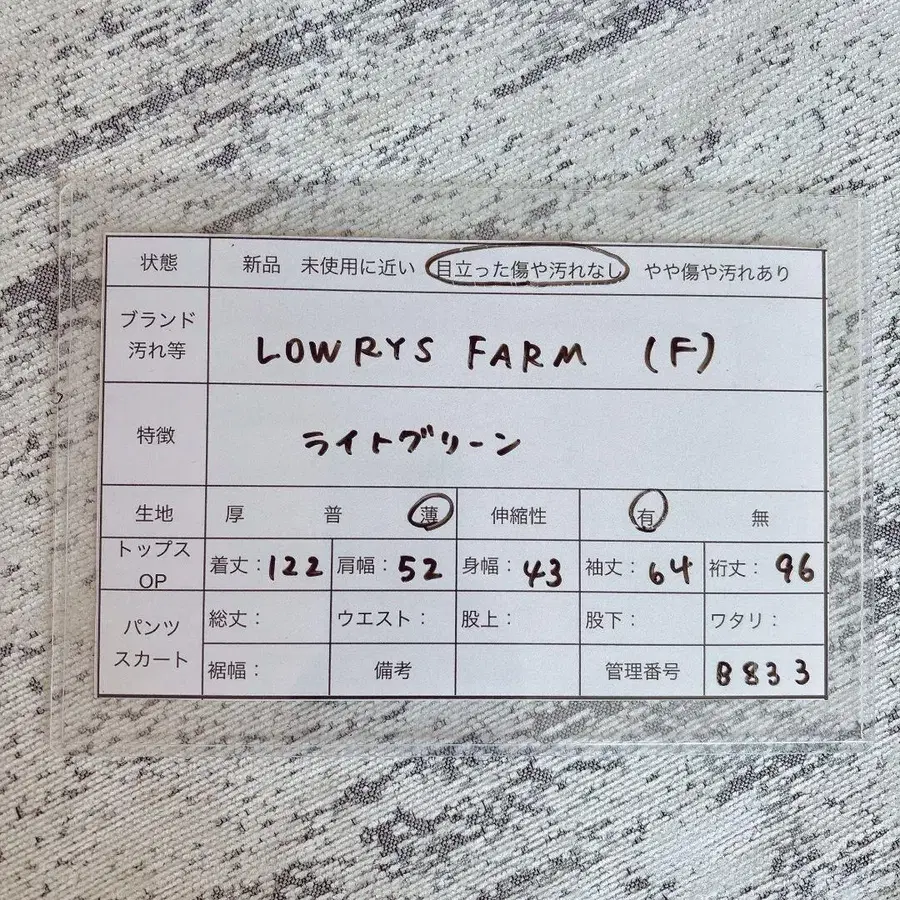 状態 新品 未使用に近い 目立った傷や汚れなし やや傷や汚れあり
ブランド
汚れ等
LOWRYS FARM (F)
特徴 ライトグリーン
生地 厚 普 薄 伸縮性 有 無
トップス
OP
着丈:122 肩幅:52 身幅:43 袖丈:64 裄丈:96
パンツ
スカート
総丈: ウエスト: 股上: 股下: ワタリ:
裾幅: 備考 管理番号 B833